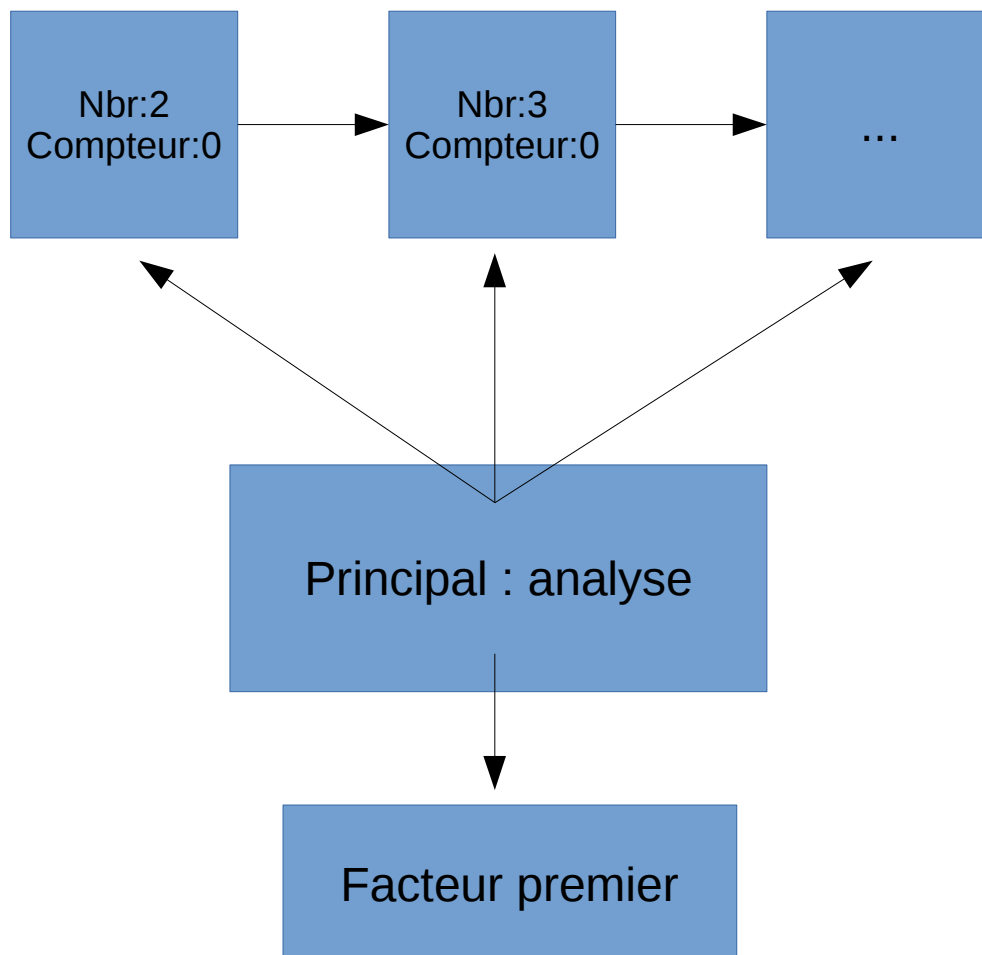 Nbr:2
Compteur:0
Nbr:3
Compteur:0
...
Principal : analyse
Facteur premier